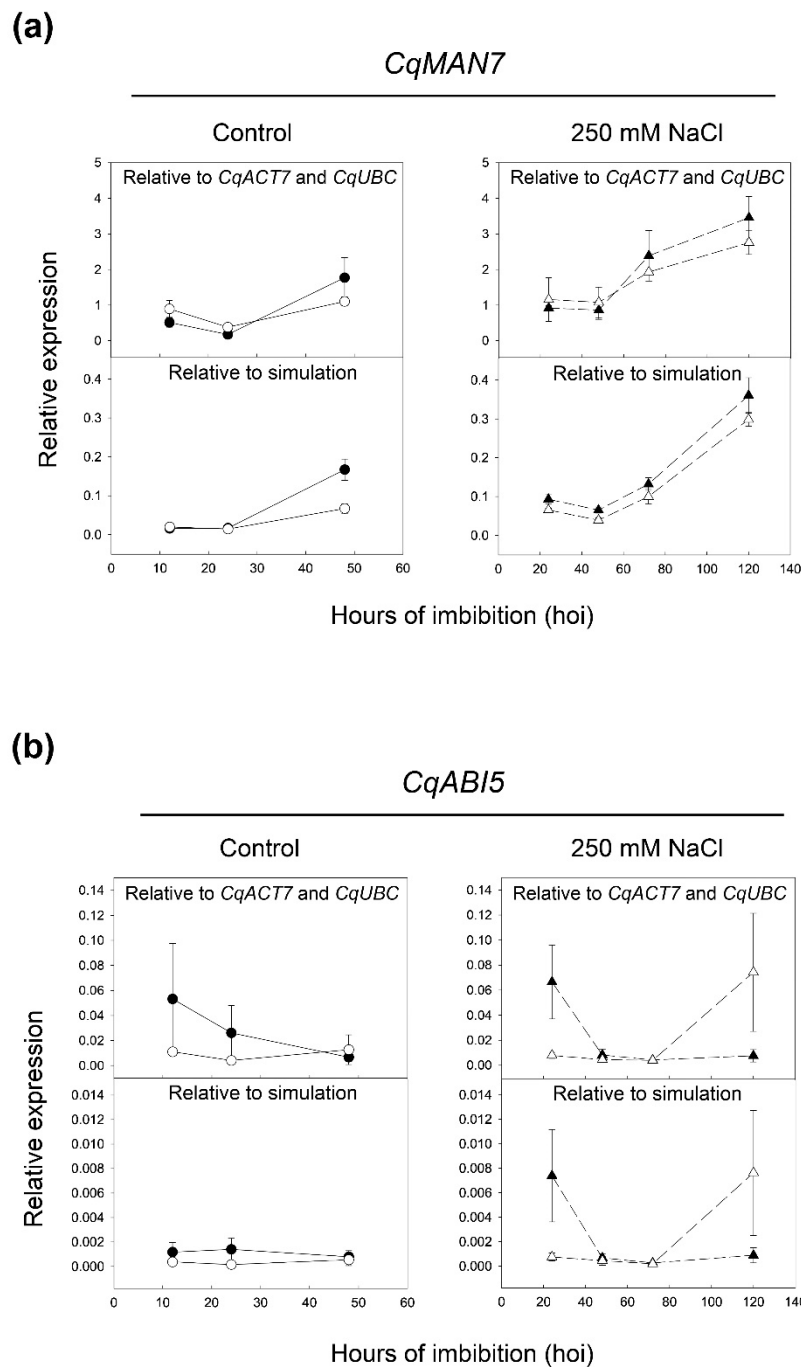 (a)
CqMAN7
Control
250 mM NaCl
Relative to CqACT7 and CqUBC
5
4
3
2
1
0
Relative to CqACT7 and CqUBC
5
4
3
2
1
0
Relative expression
Relative to simulation
0.4
0.3
0.2
0.1
0.0
0 10 20 30 40 50 60
Relative to simulation
0.4
0.3
0.2
0.1
0.0
0 20 40 60 80 100 120 140
Hours of imbibition (hoi)
(b)
CqABI5
Control
250 mM NaCl
Relative to CqACT7 and CqUBC
0.14
0.12
0.10
0.08
0.06
0.04
0.02
0.00
Relative to CqACT7 and CqUBC
0.14
0.12
0.10
0.08
0.06
0.04
0.02
0.00
Relative expression
Relative to simulation
0.014
0.012
0.010
0.008
0.006
0.004
0.002
0.000
0 10 20 30 40 50 60
Relative to simulation
0.014
0.012
0.010
0.008
0.006
0.004
0.002
0.000
0 20 40 60 80 100 120 140
Hours of imbibition (hoi)